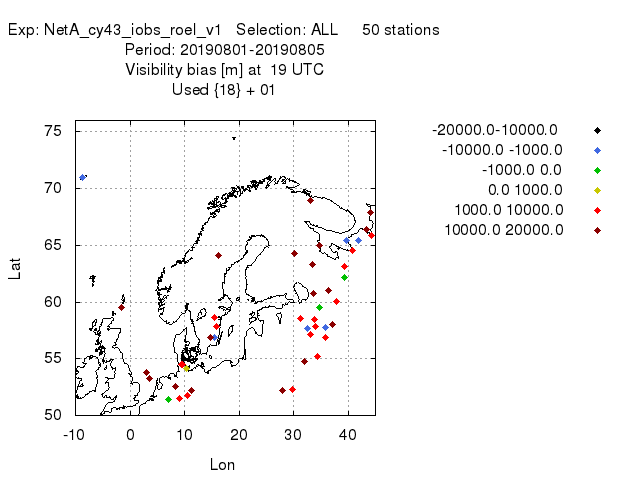 Exp: NetA_cy43_iobs_roel_v1   Selection: ALL     50 stations
Period: 20190801-20190805
Visibility bias [m] at  19 UTC
Used {18} + 01
-20000.0-10000.0
-10000.0 -1000.0
-1000.0 0.0
0.0 1000.0
1000.0 10000.0
10000.0 20000.0
75
70
65
60
55
50
Lat
-10 0 10 20 30 40
Lon